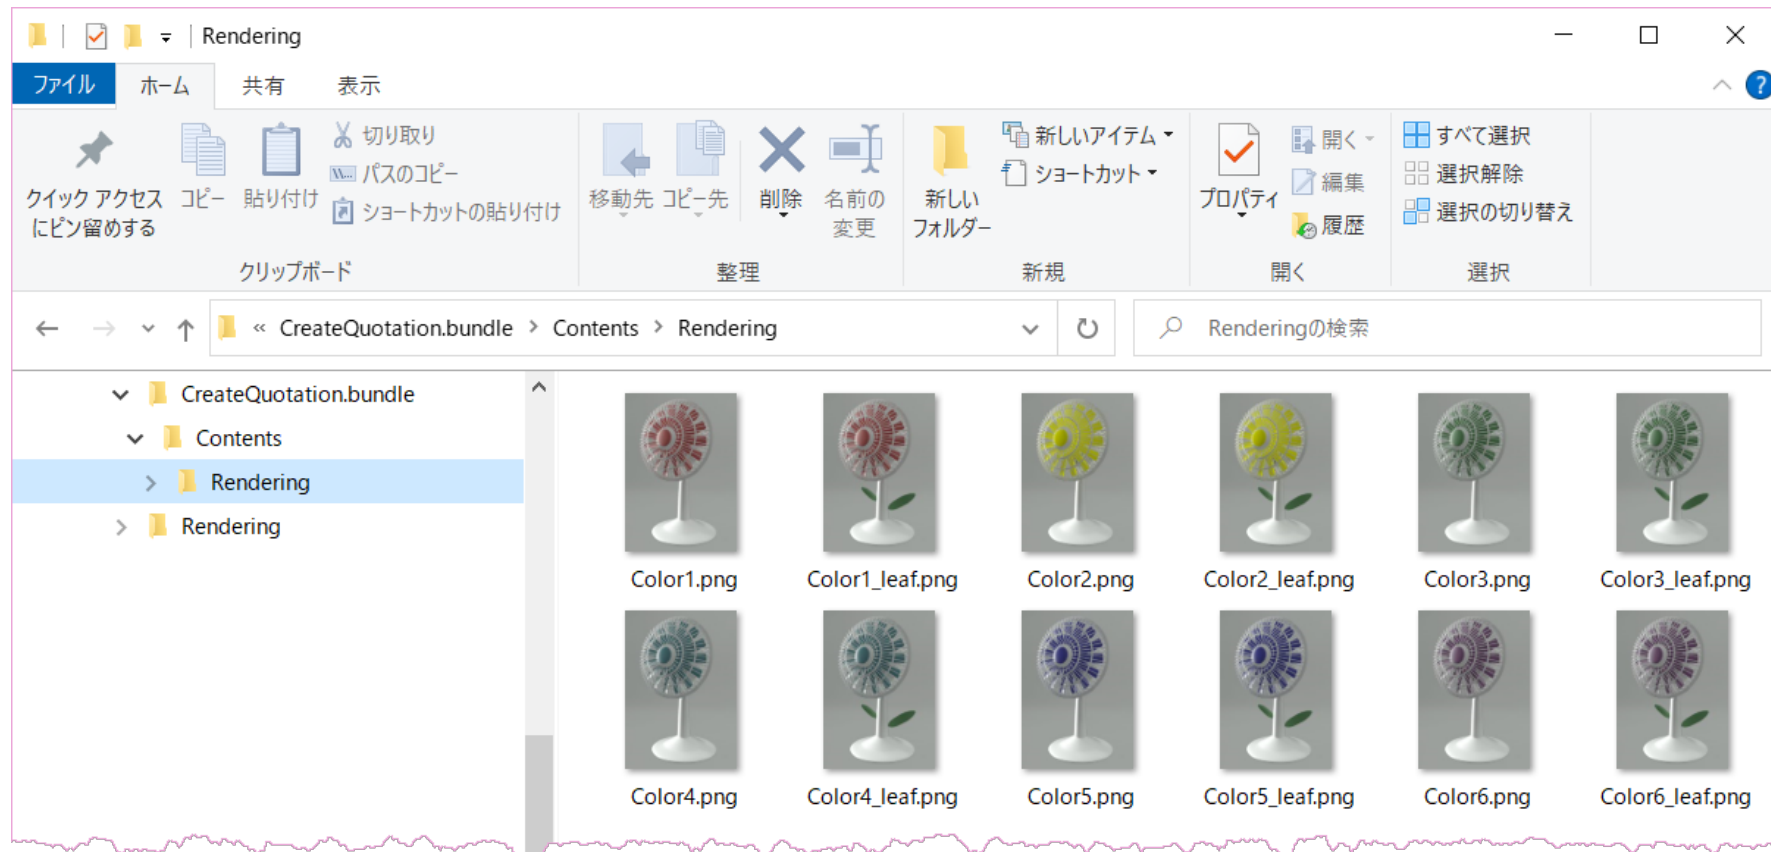 Rendering
ファイル ホーム 共有 表示
クイック アクセス
にピン留めする
コピー
貼り付け
切り取り
パスのコピー
ショートカットの貼り付け
クリップボード
移動先
コピー先
削除
名前の
変更
整理
新しい
フォルダー
新しいアイテム
ショートカット
新規
プロパティ
開く
編集
履歴
開く
すべて選択
選択解除
選択の切り替え
選択
« CreateQuotation.bundle > Contents > Rendering
Renderingの検索
CreateQuotation.bundle
Contents
Rendering
Rendering
Color1.png Color1_leaf.png Color2.png Color2_leaf.png Color3.png Color3_leaf.png
Color4.png Color4_leaf.png Color5.png Color5_leaf.png Color6.png Color6_leaf.png